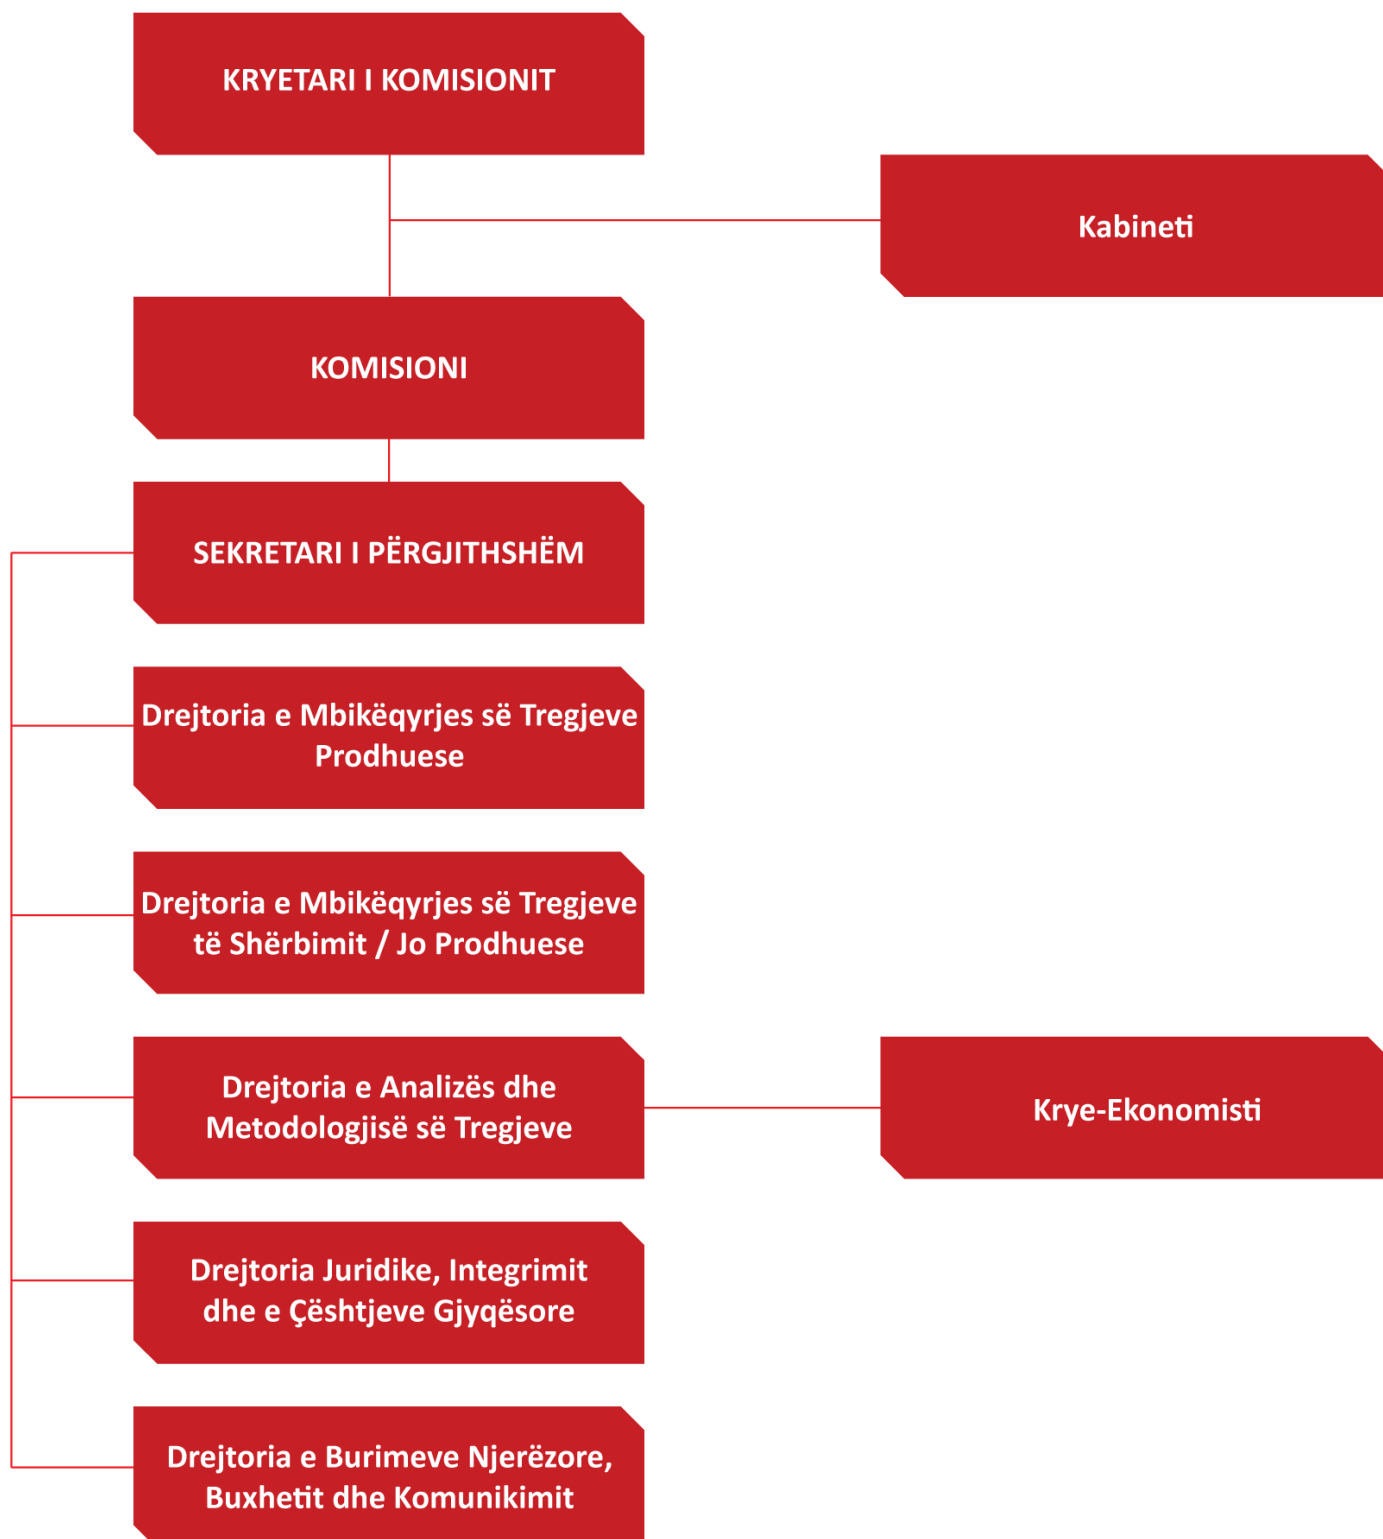 KRYETARI I KOMISIONIT
Kabineti
KOMISIONI
SEKRETARI I PËRGJITHSHËM
Drejtoria e Mbikëqyrjes së Tregjeve
Prodhuese
Drejtoria e Mbikëqyrjes së Tregjeve
të Shërbimit / Jo Prodhuese
Drejtoria e Analizës dhe
Metodologjisë së Tregjeve
Krye-Ekonomisti
Drejtoria Juridike, Integrimit
dhe e Çështjeve Gjyqësore
Drejtoria e Burimeve Njerëzore,
Buxhetit dhe Komunikimit